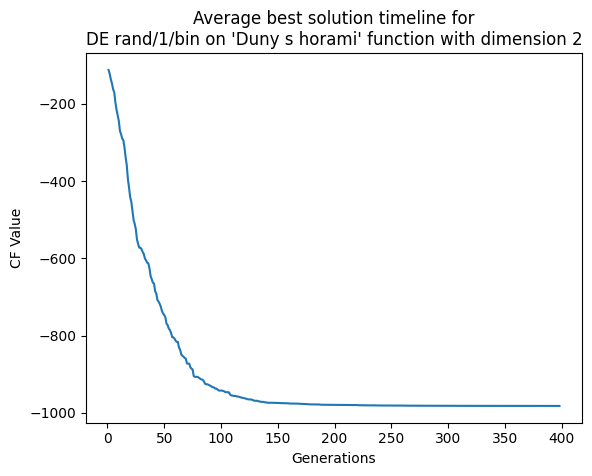 Average best solution timeline for
DE rand/1/bin on 'Duny s horami' function with dimension 2
CF Value
−200
−400
−600
−800
−1000
0 50 100 150 200 250 300 350 400
Generations